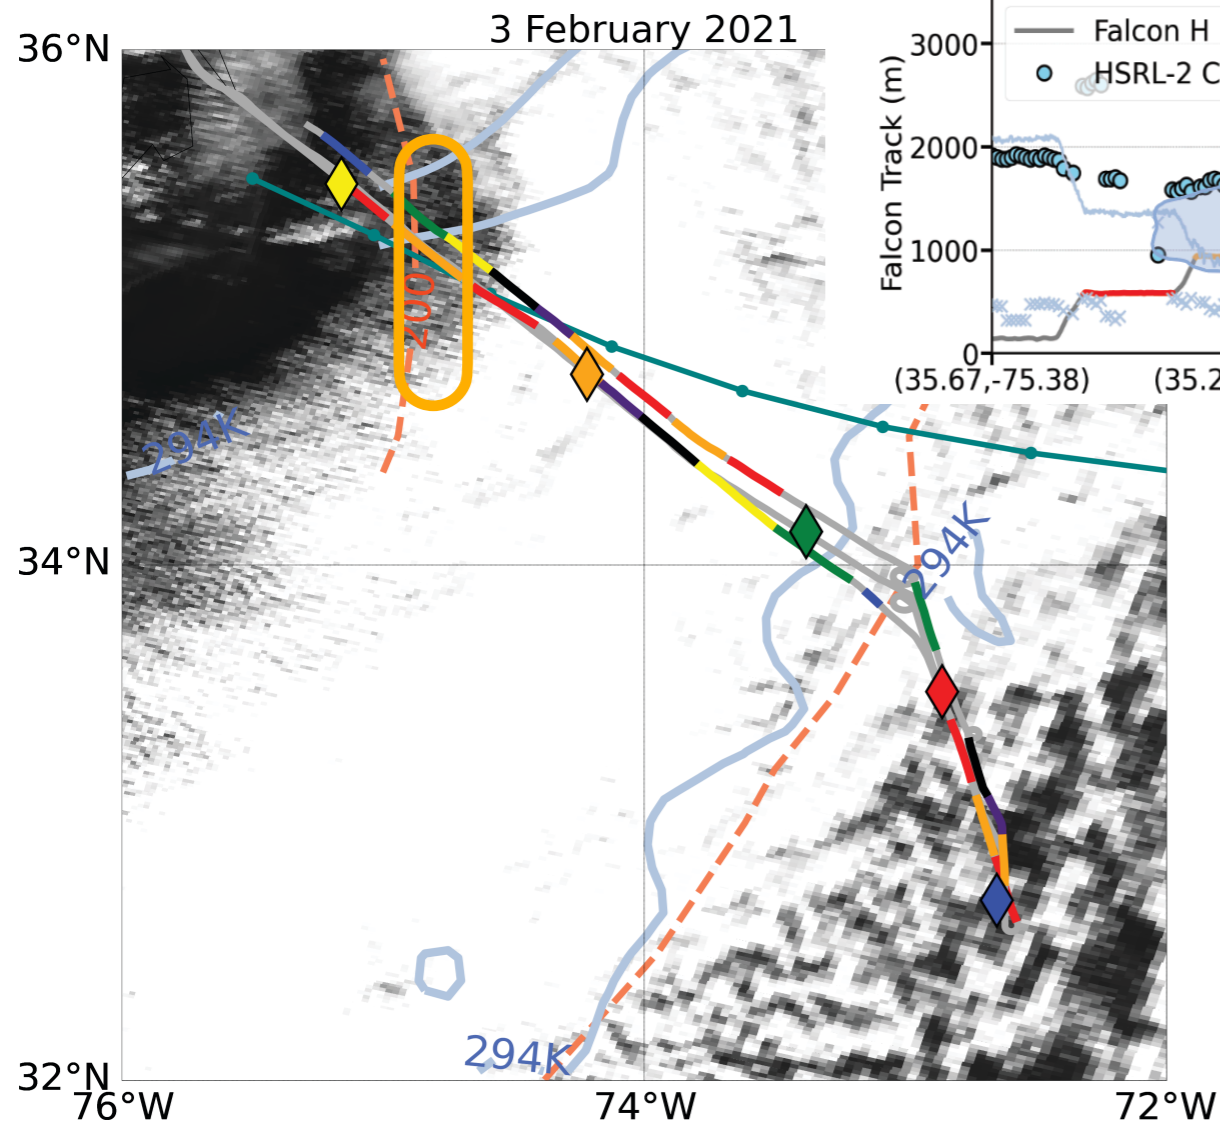 3 February 2021
36°N
34°N
32°N
76°W
74°W
72°W
200
294K
294K
294K
Falcon Track (m)
3000
2000
1000
0
Falcon H
HSRL-2 C
(35.67,-75.38)
(35.2